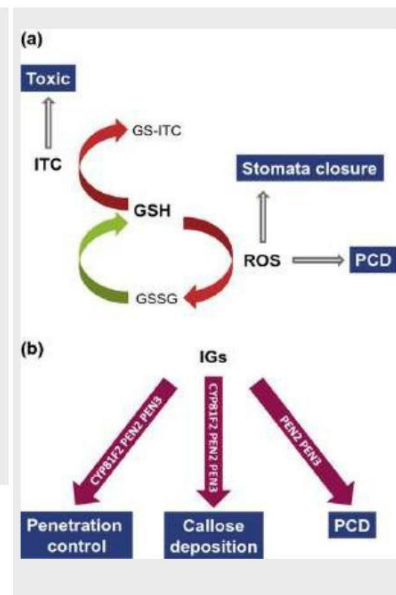 (a)
Toxic
GS-ITC
ITC
Stomata closure
GSH
ROS
PCD
GSSG
(b)
IGs
CYP81F2 PEN2 PEN3
CYP81F2 PEN2 PEN3
PEN2 PEN3
Penetration
control
Callose
deposition
PCD